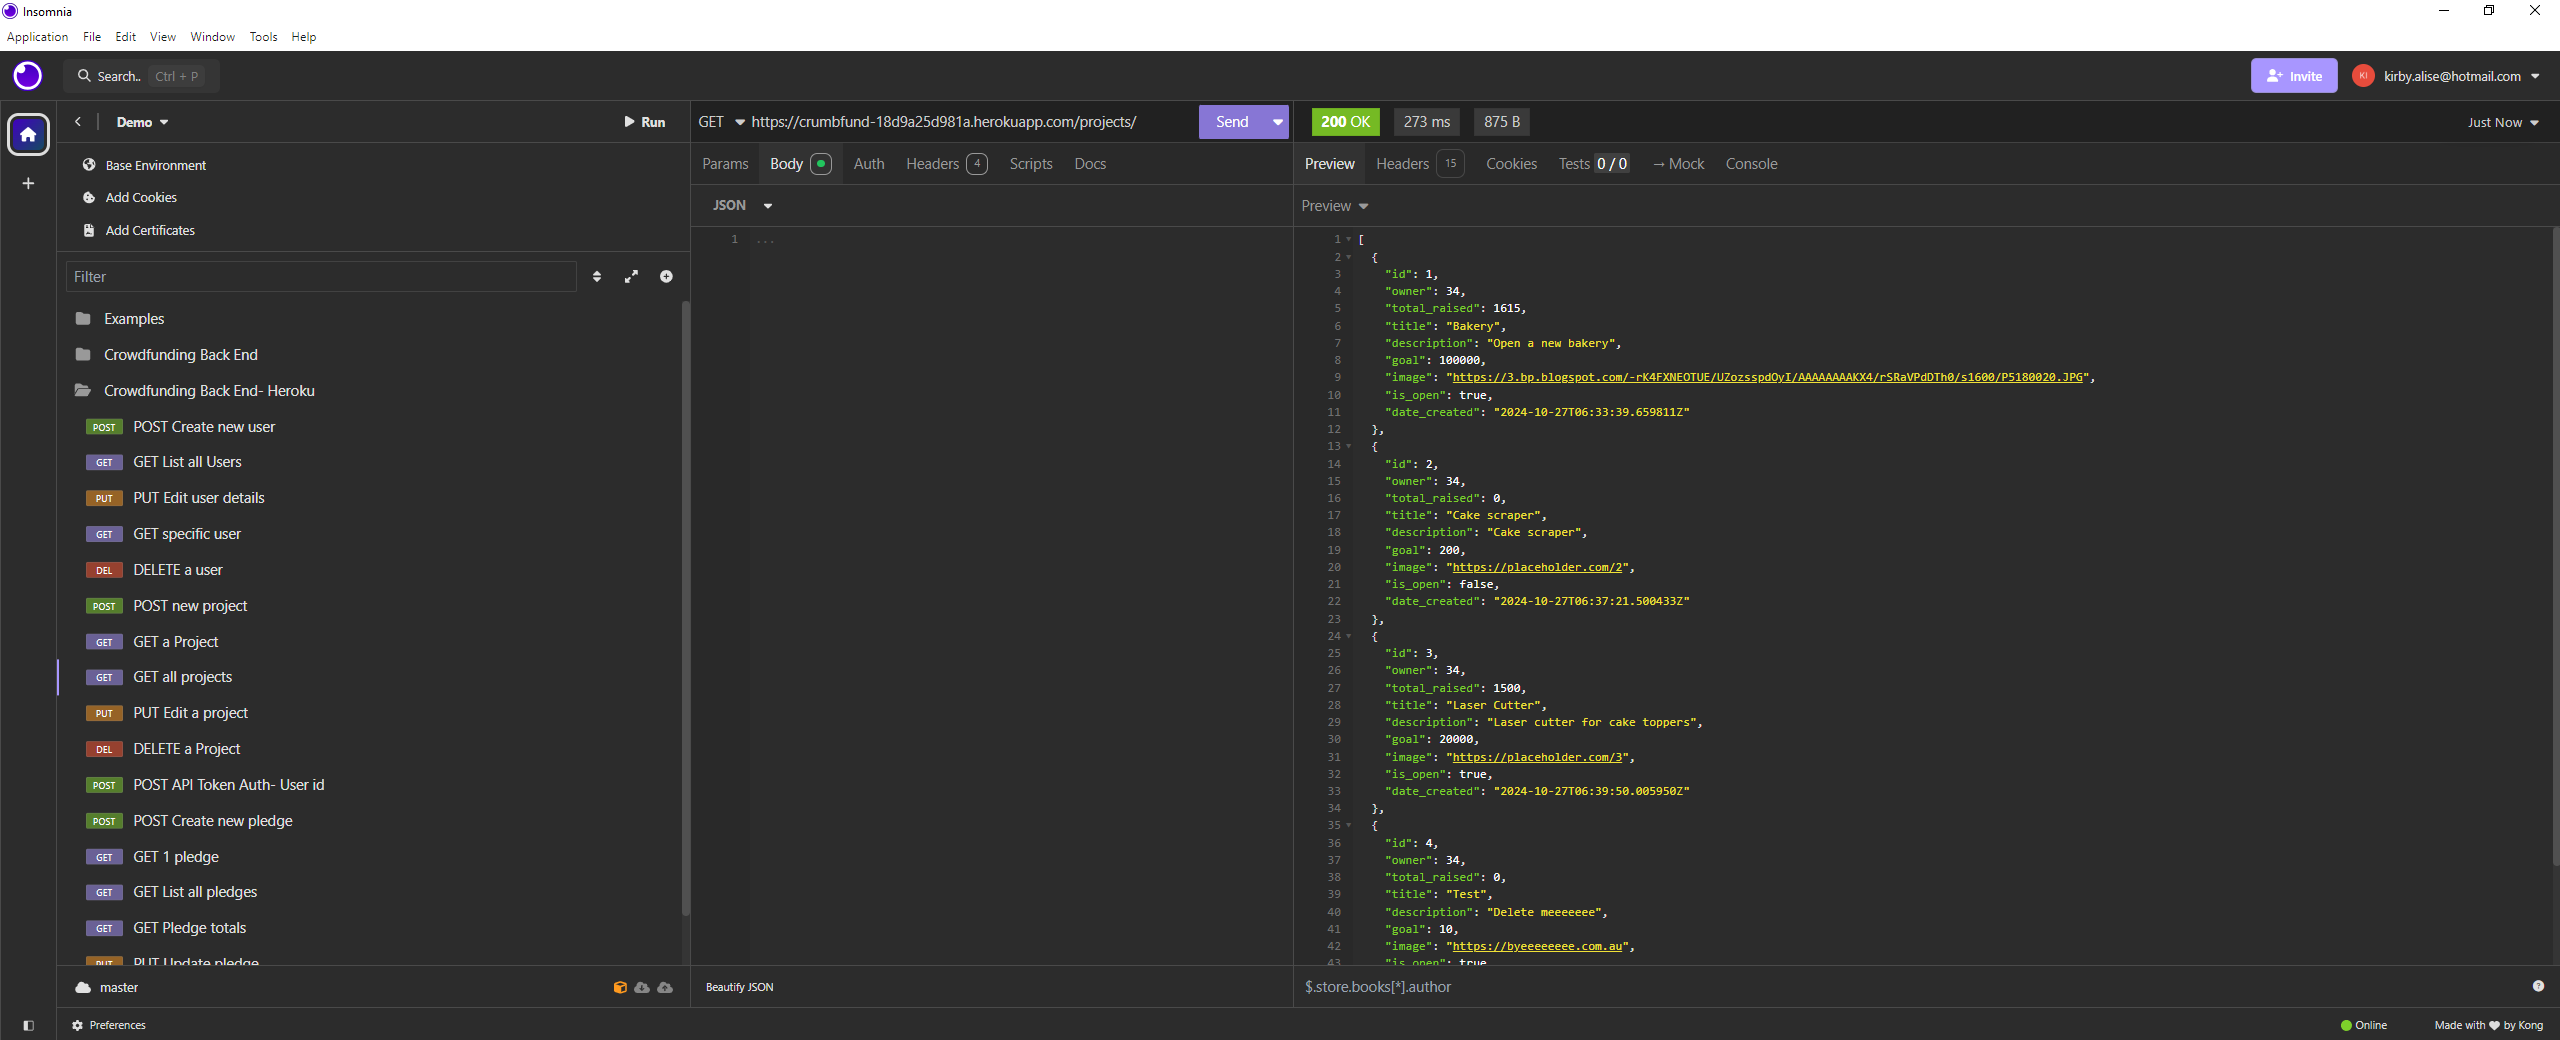 Insomnia
Application File Edit View Window Tools Help
Search.. Ctrl + P
Invite
KI kirby.alise@hotmail.com
Demo
Run
Base Environment
Add Cookies
Add Certificates
Filter
Examples
Crowdfunding Back End
Crowdfunding Back End- Heroku
POST POST Create new user
GET GET List all Users
PUT PUT Edit user details
GET GET specific user
DEL DELETE a user
POST POST new project
GET GET a Project
GET GET all projects
PUT PUT Edit a project
DEL DELETE a Project
POST POST API Token Auth- User id
POST POST Create new pledge
GET GET 1 pledge
GET GET List all pledges
GET GET Pledge totals
PUT PUT Update pledge
master
Preferences
GET https://crumbfund-18d9a25d981a.herokuapp.com/projects/ Send
Params Body Auth Headers 4 Scripts Docs
JSON
1 ...
Beautify JSON
200 OK 273 ms 875 B Just Now
Preview Headers 15 Cookies Tests 0 / 0 → Mock Console
Preview
1 [
2 {
3 "id": 1,
4 "owner": 34,
5 "total_raised": 1615,
6 "title": "Bakery",
7 "description": "Open a new bakery",
8 "goal": 100000,
9 "image": "https://3.bp.blogspot.com/-rK4FXNEOTUE/UZozsspdOyI/AAAAAAAAKX4/rSRaVPdDTh0/s1600/P5180020.JPG",
10 "is_open": true,
11 "date_created": "2024-10-27T06:33:39.659811Z"
12 },
13 {
14 "id": 2,
15 "owner": 34,
16 "total_raised": 0,
17 "title": "Cake scraper",
18 "description": "Cake scraper",
19 "goal": 200,
20 "image": "https://placeholder.com/2",
21 "is_open": false,
22 "date_created": "2024-10-27T06:37:21.500433Z"
23 },
24 {
25 "id": 3,
26 "owner": 34,
27 "total_raised": 1500,
28 "title": "Laser Cutter",
29 "description": "Laser cutter for cake toppers",
30 "goal": 20000,
31 "image": "https://placeholder.com/3",
32 "is_open": true,
33 "date_created": "2024-10-27T06:39:50.005950Z"
34 },
35 {
36 "id": 4,
37 "owner": 34,
38 "total_raised": 0,
39 "title": "Test",
40 "description": "Delete meeeeeee",
41 "goal": 10,
42 "image": "https://byeeeeeeee.com.au",
43 "is_open": true
$.store.books[*].author
Online Made with ♥ by Kong